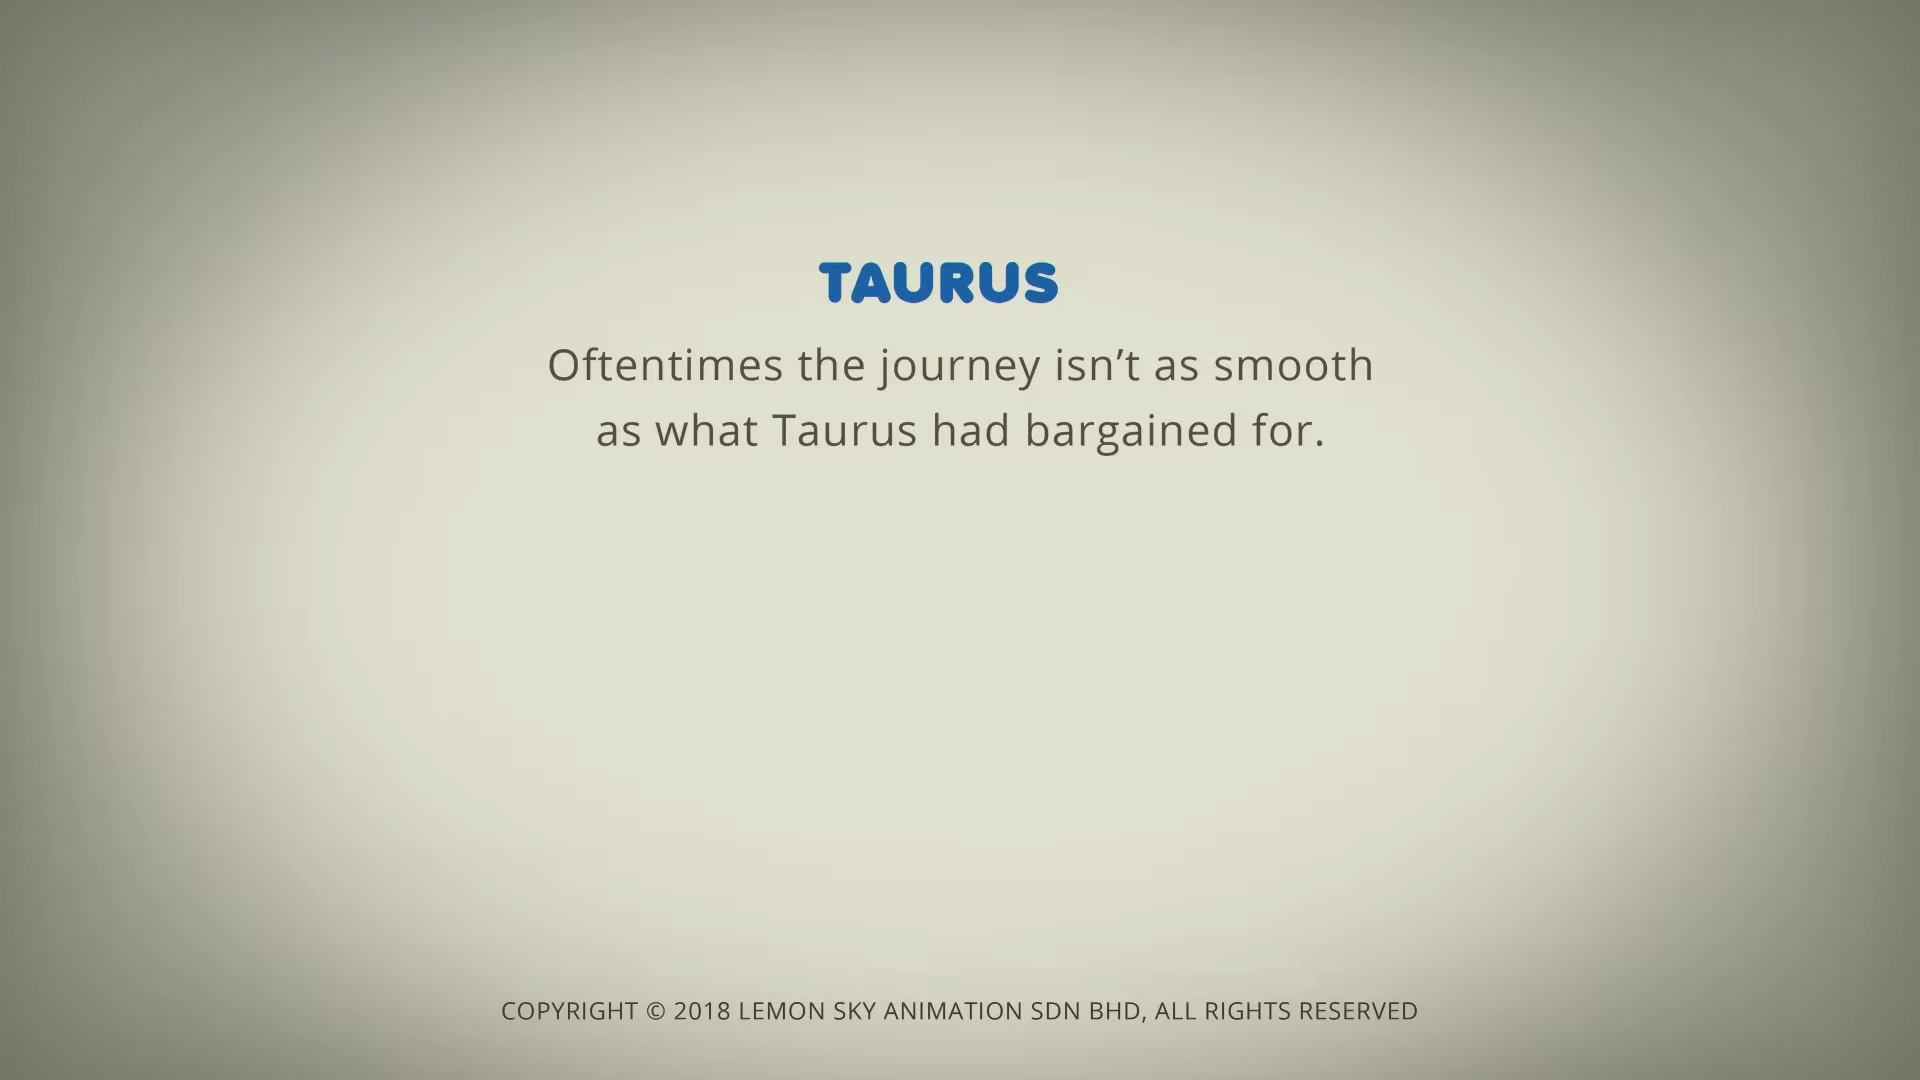 TAURUS
Oftentimes the journey isn’t as smooth
as what Taurus had bargained for.
COPYRIGHT © 2018 LEMON SKY ANIMATION SDN BHD, ALL RIGHTS RESERVED